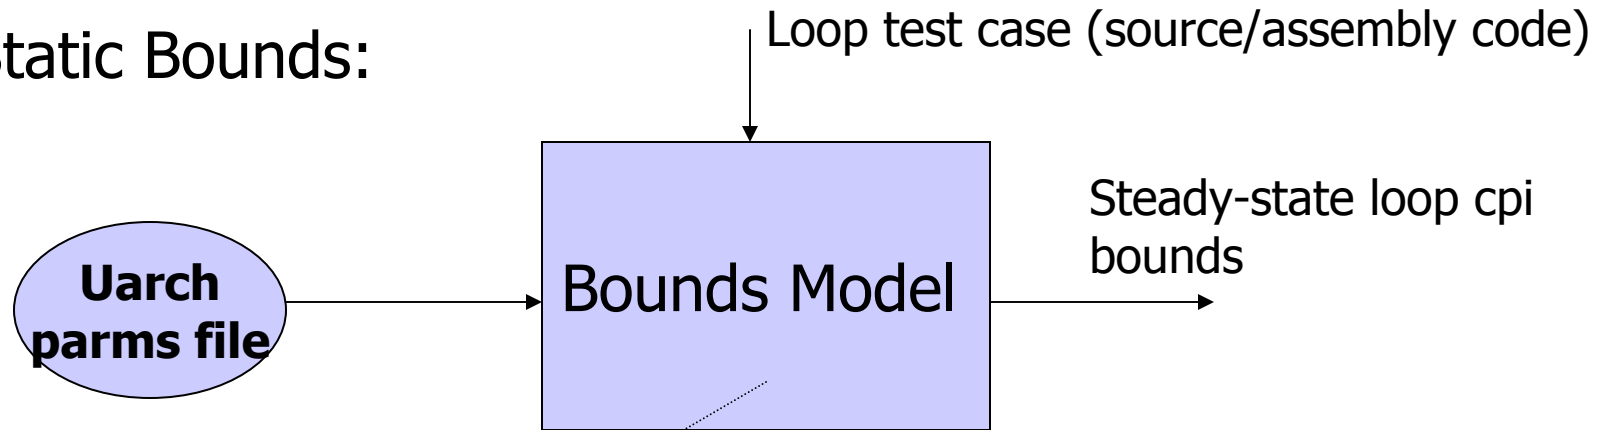 Loop test case (source/assembly code)
tatic Bounds:
Steady-state loop cpi
bounds
Uarch
parms file
Bounds Model